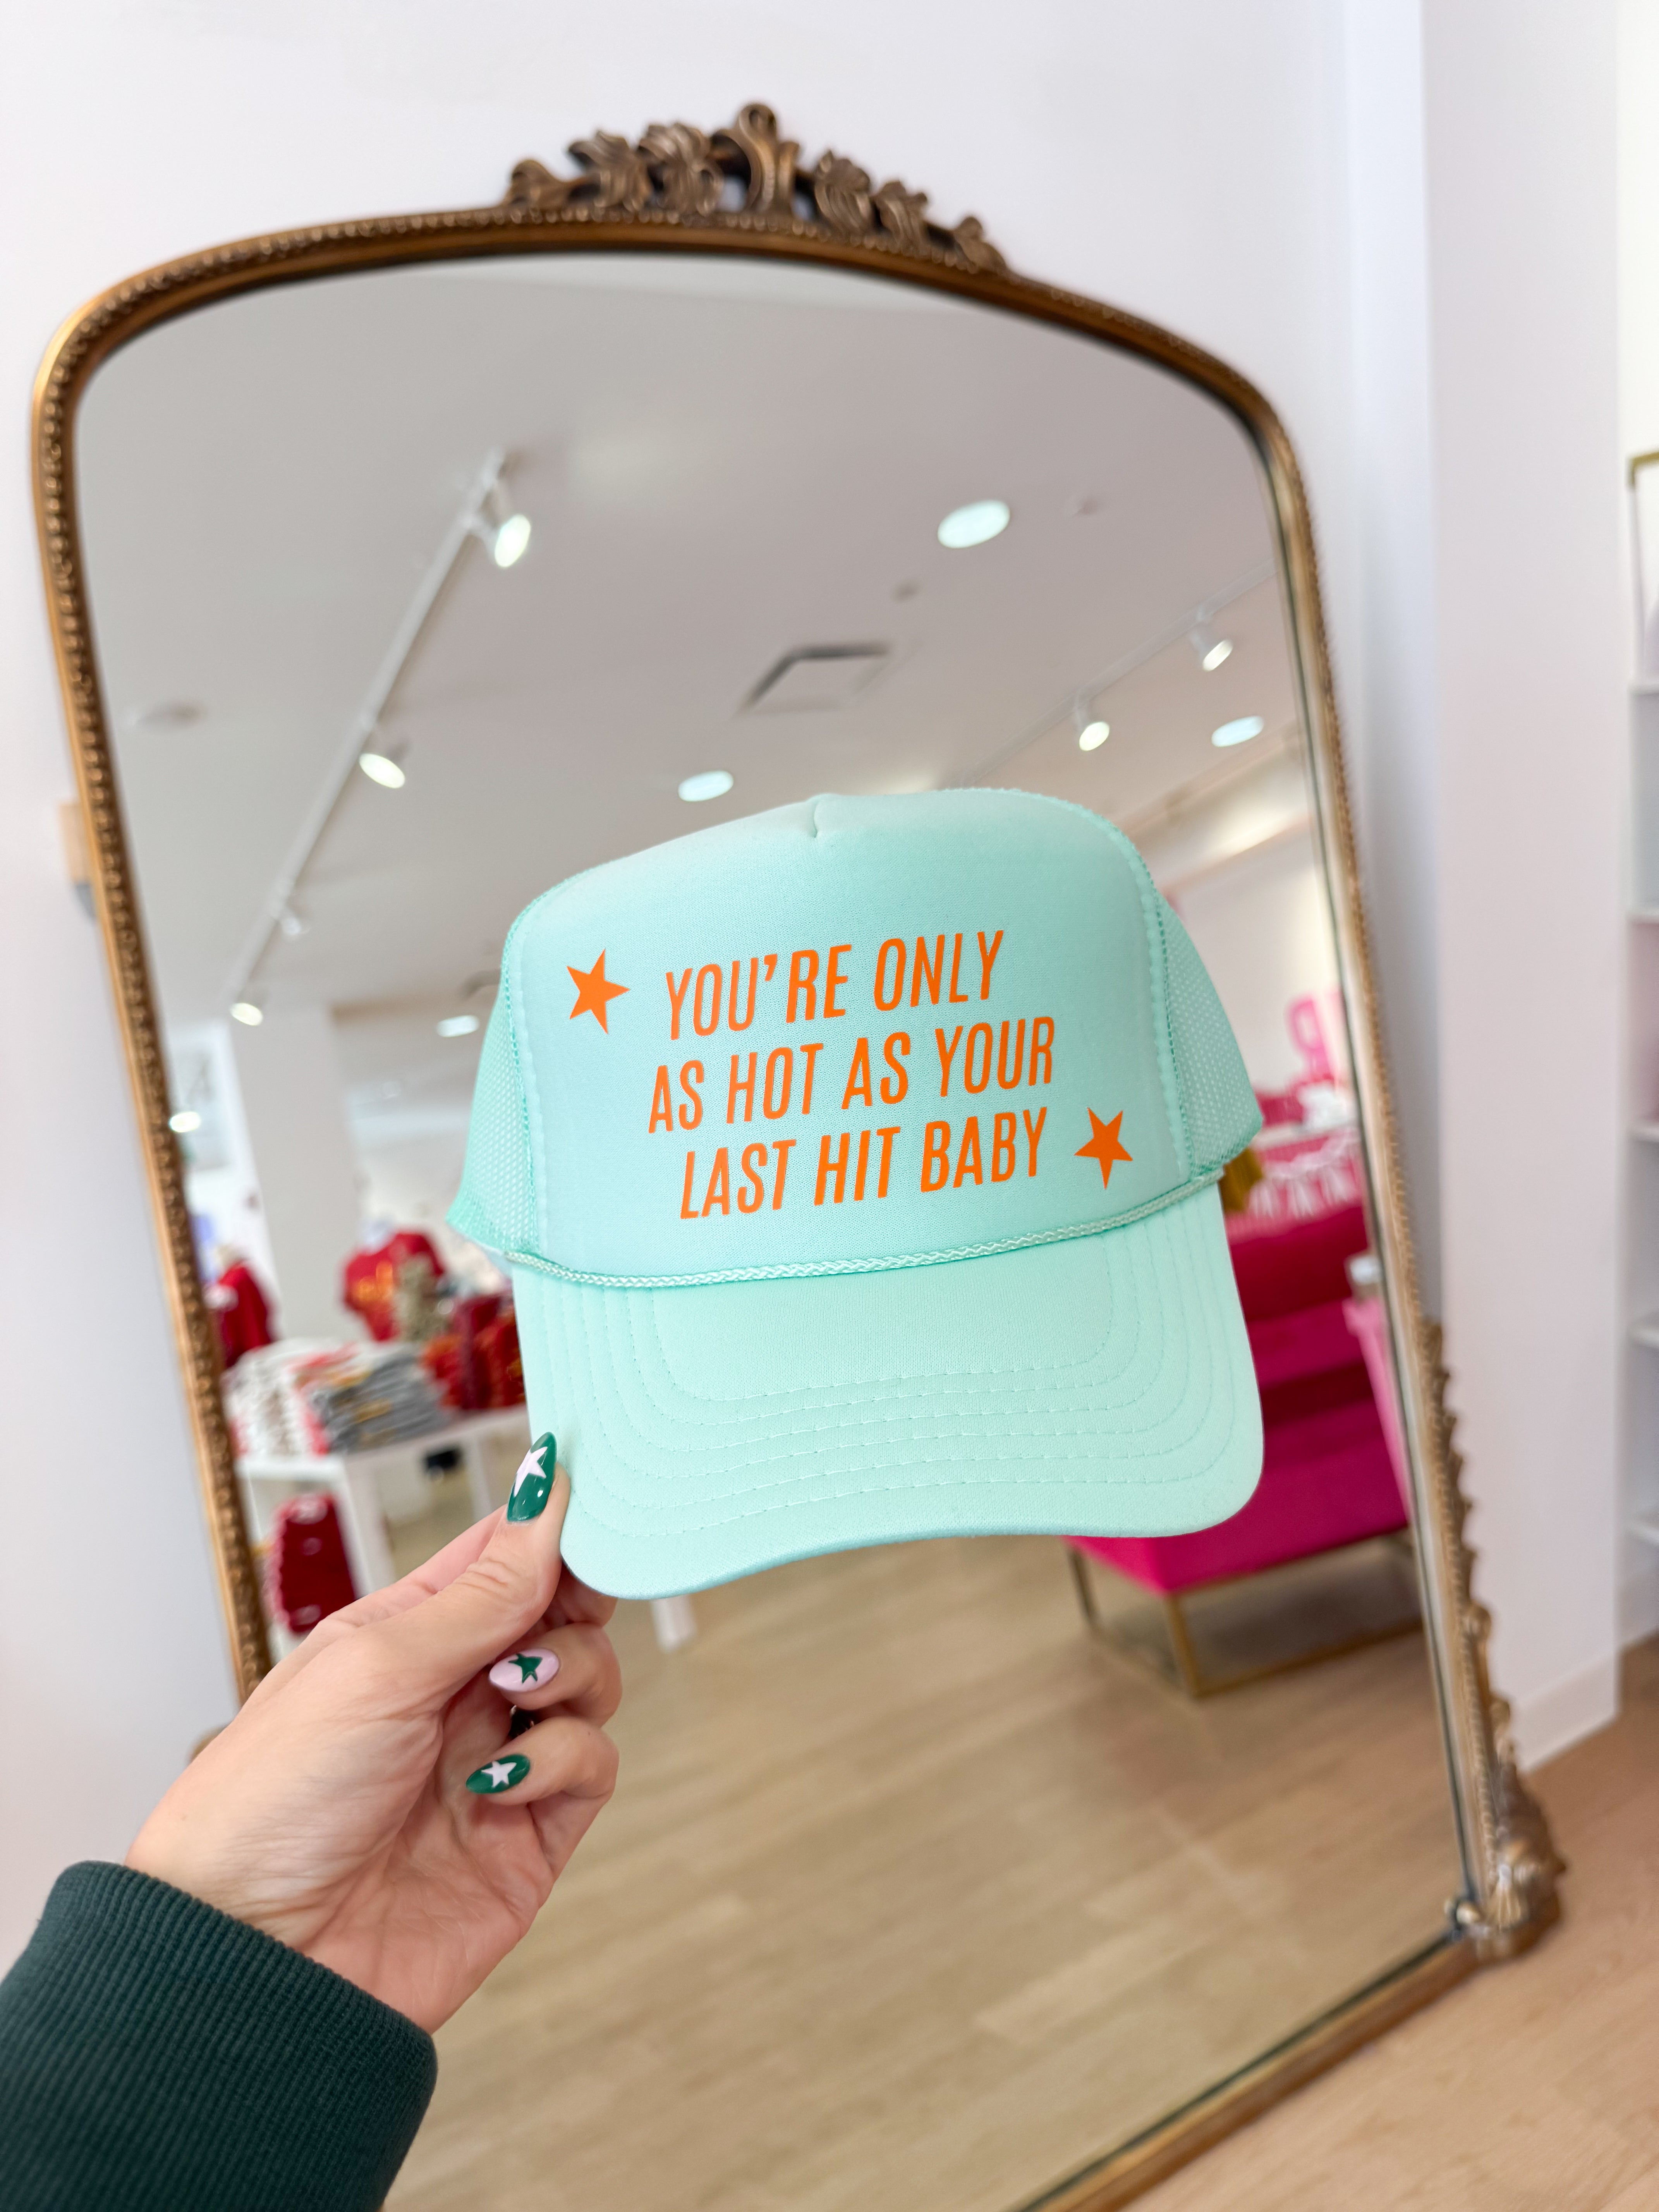 YOU'RE ONLY
AS HOT AS YOUR
LAST HIT BABY